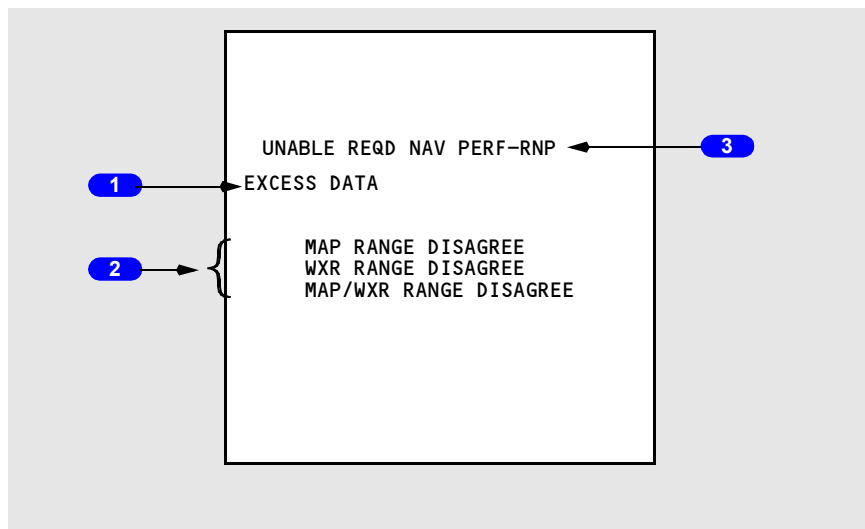 UNABLE REQD NAV PERF-RNP
3
1
EXCESS DATA
2
MAP RANGE DISAGREE
WXR RANGE DISAGREE
MAP/WXR RANGE DISAGREE